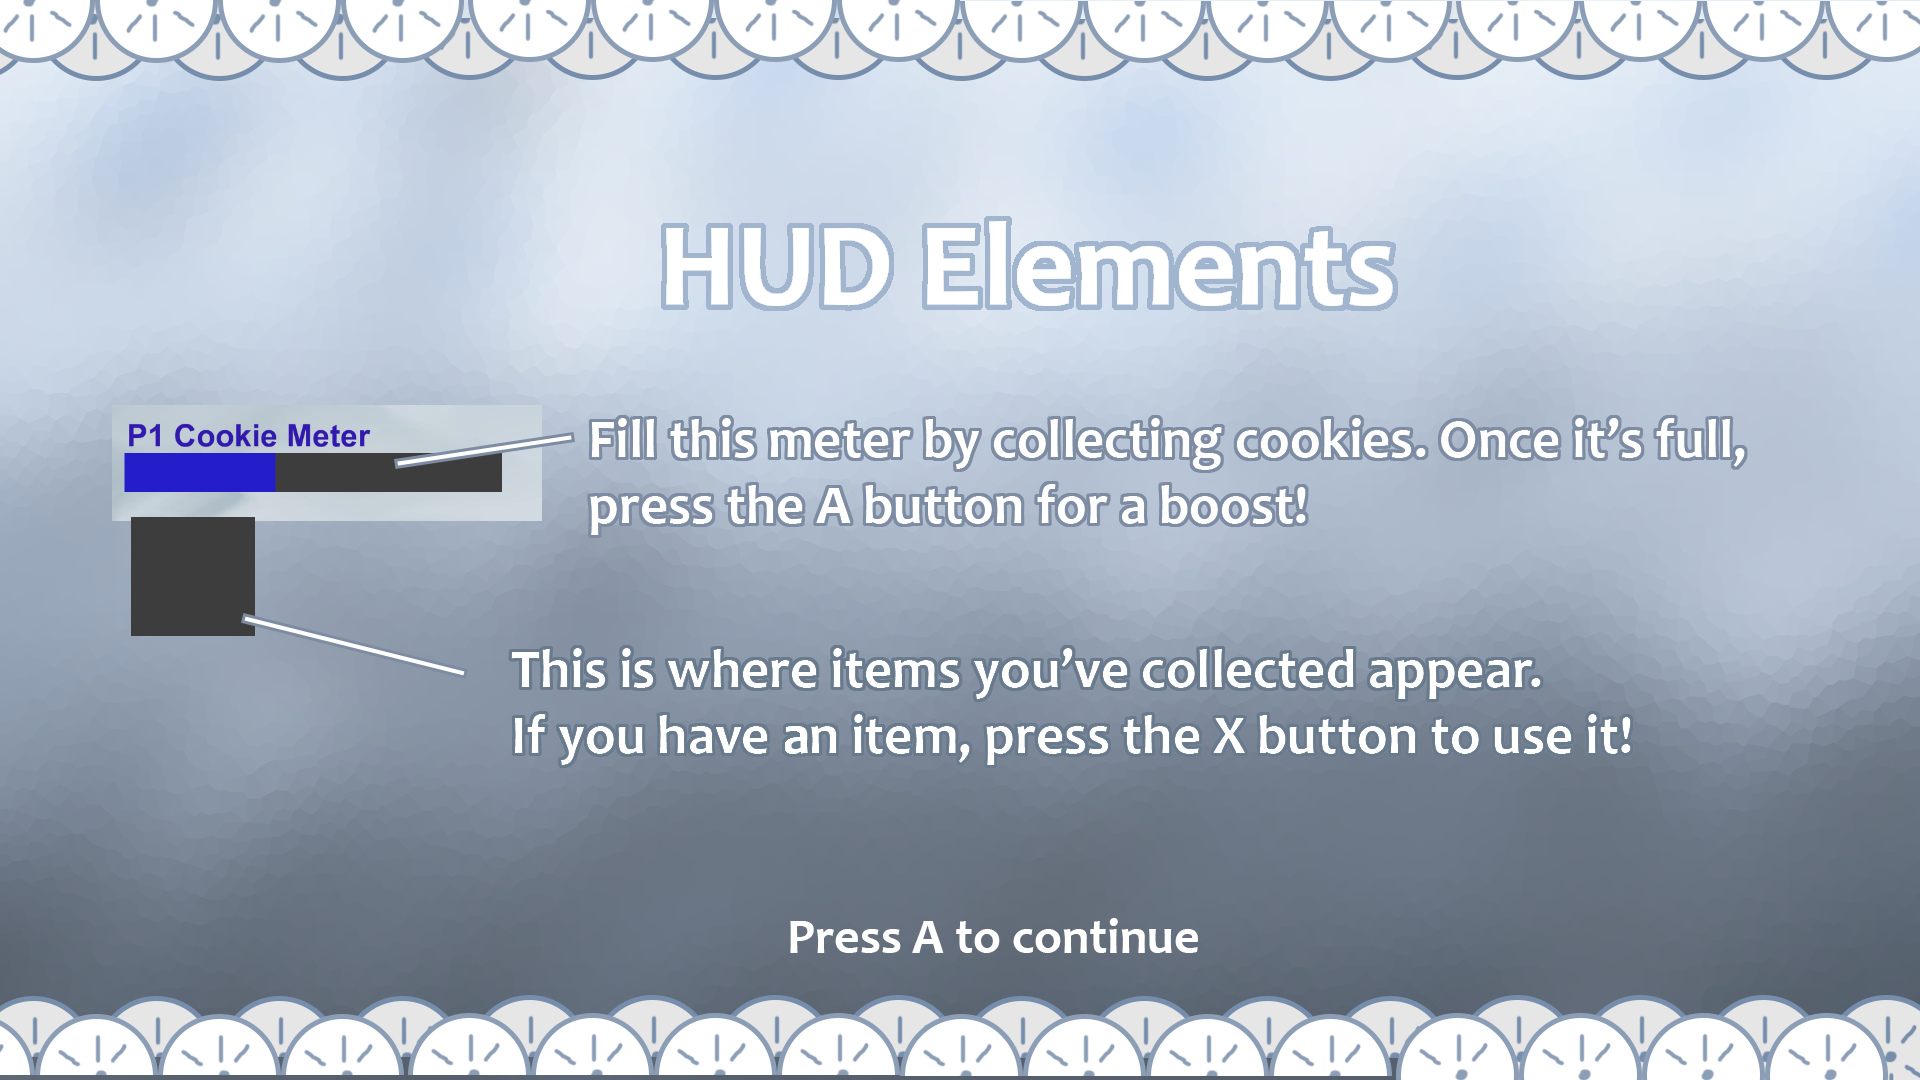 HUD Elements
P1 Cookie Meter
Fill this meter by collecting cookies. Once it’s full,
press the A button for a boost!
This is where items you’ve collected appear.
If you have an item, press the X button to use it!
Press A to continue